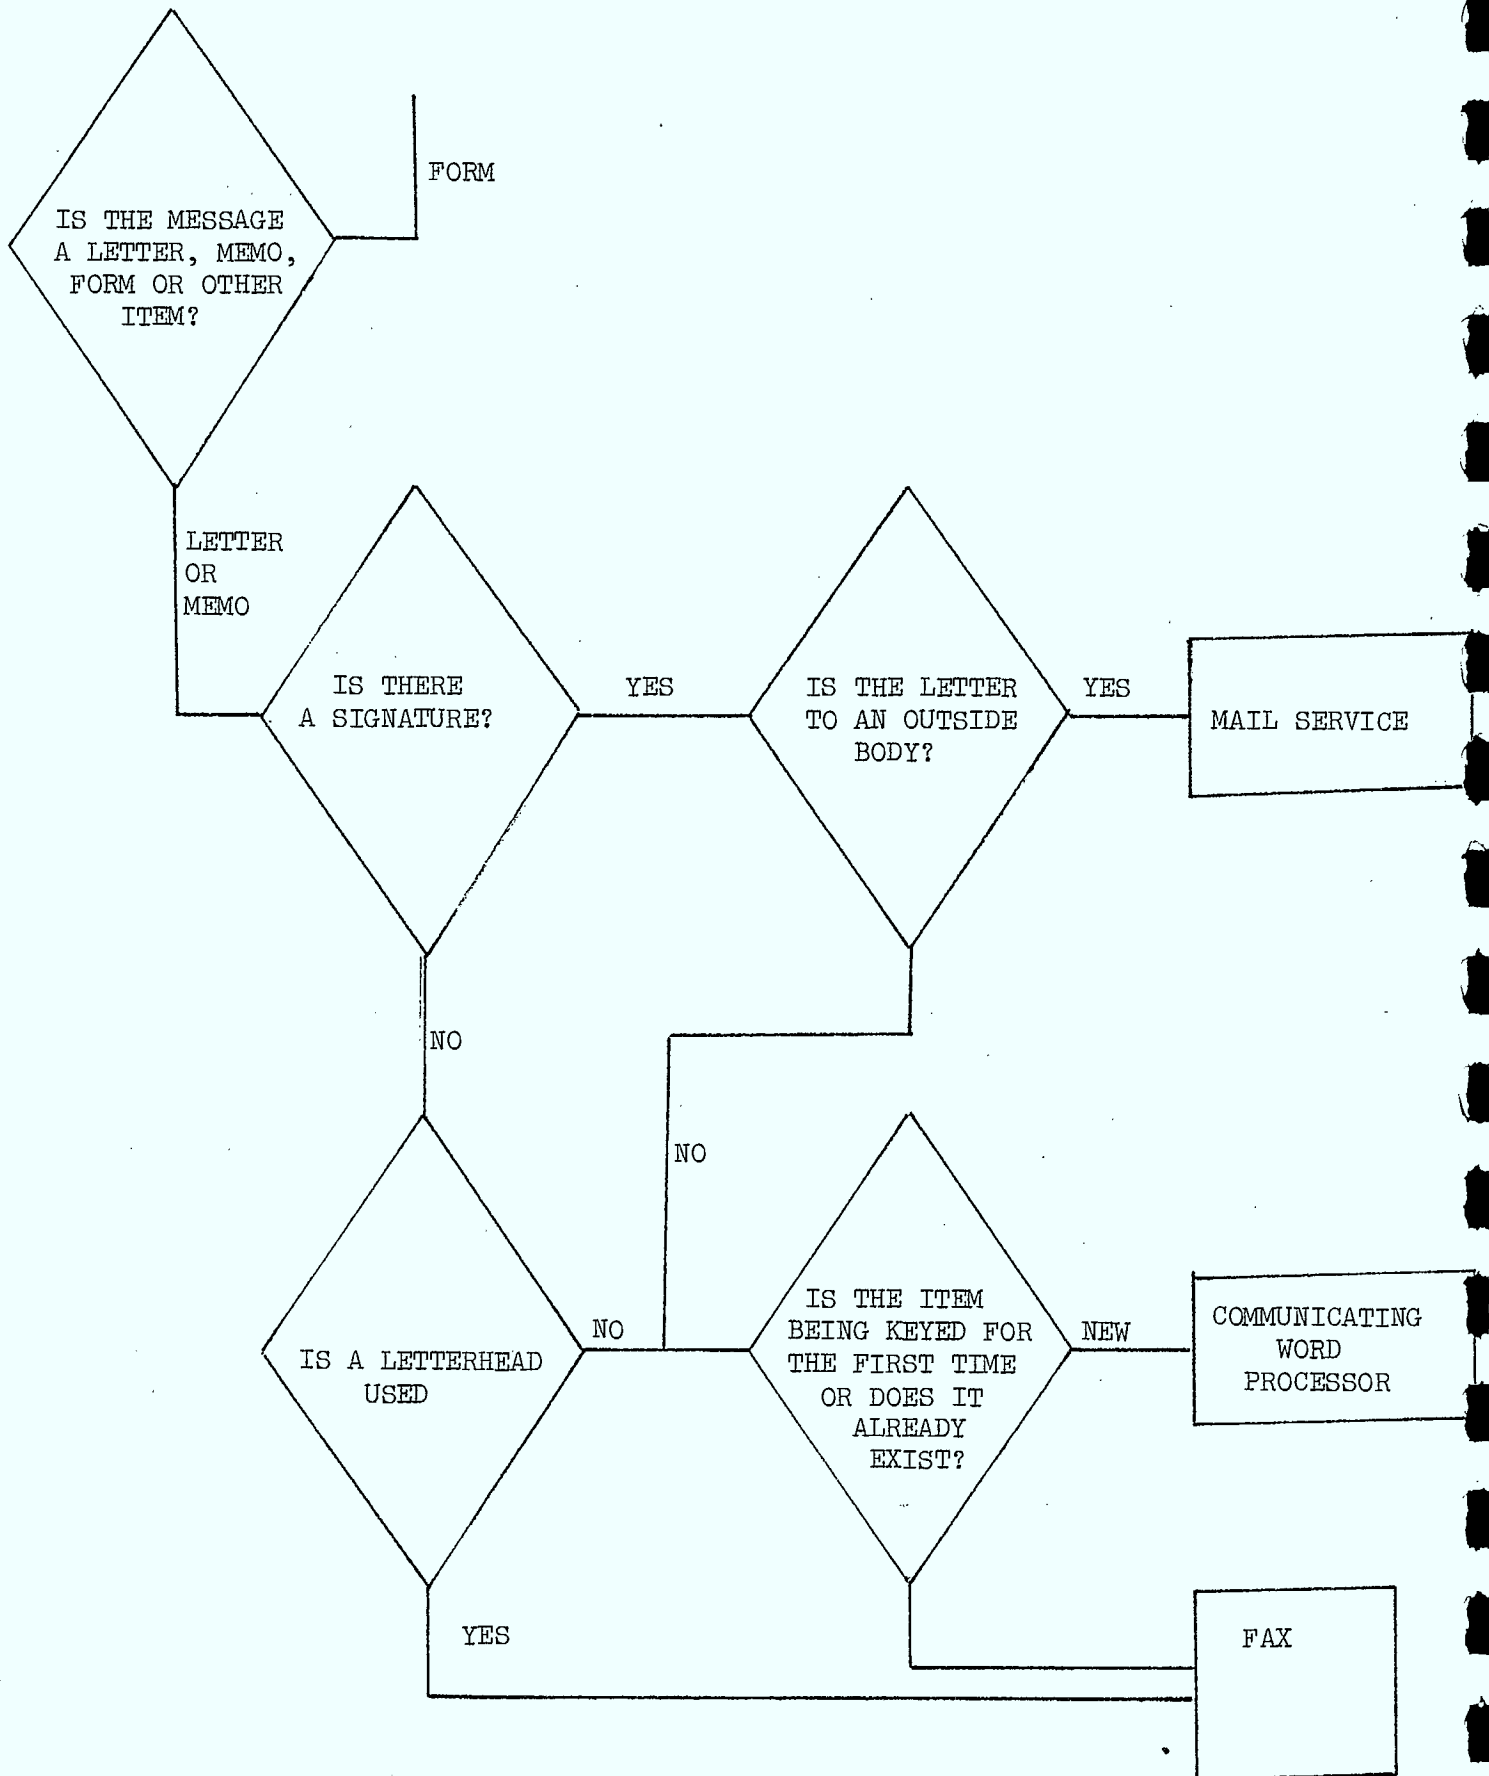 FORM
IS THE MESSAGE
A LETTER, MEMO,
FORM OR OTHER
ITEM?
LETTER
OR
MEMO
IS THERE
A SIGNATURE?
YES
IS THE LETTER
TO AN OUTSIDE
BODY?
YES
MAIL SERVICE
NO
NO
IS A LETTERHEAD
USED
NO
IS THE ITEM
BEING KEYED FOR
THE FIRST TIME
OR DOES IT
ALREADY
EXIST?
NEW
COMMUNICATING
WORD
PROCESSOR
YES
FAX